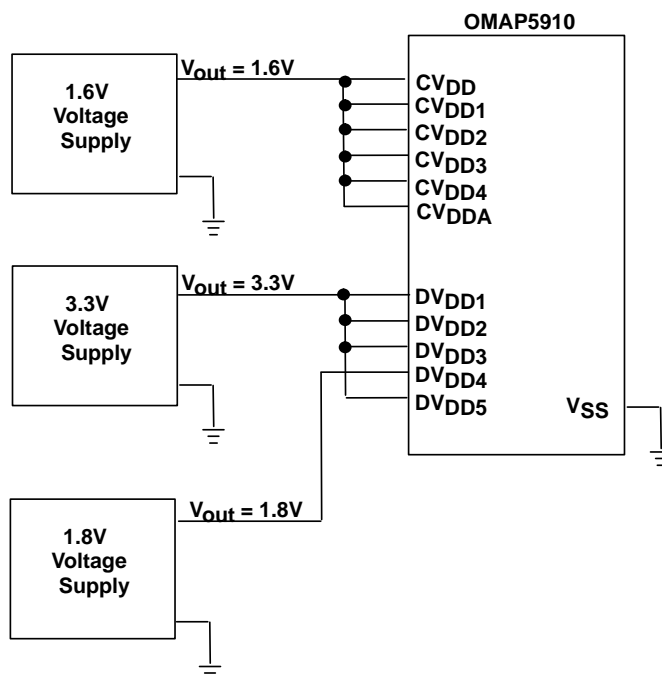 OMAP5910
1.6V
Voltage
Supply
Vout = 1.6V
CVDD
CVDD1
CVDD2
CVDD3
CVDD4
CVDDA
3.3V
Voltage
Supply
Vout = 3.3V
DVDD1
DVDD2
DVDD3
DVDD4
DVDD5
VSS
1.8V
Voltage
Supply
Vout = 1.8V